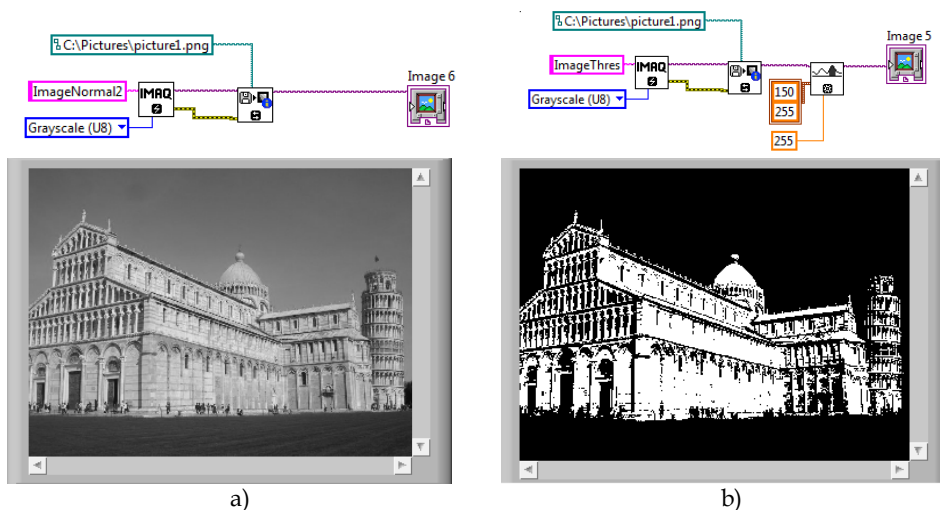 C:\Pictures\picture1.png
ImageNormal2
IMAQ
Grayscale (U8)
Image 6
a)
C:\Pictures\picture1.png
ImageThres
IMAQ
Grayscale (U8)
150
255
255
Image 5
b)